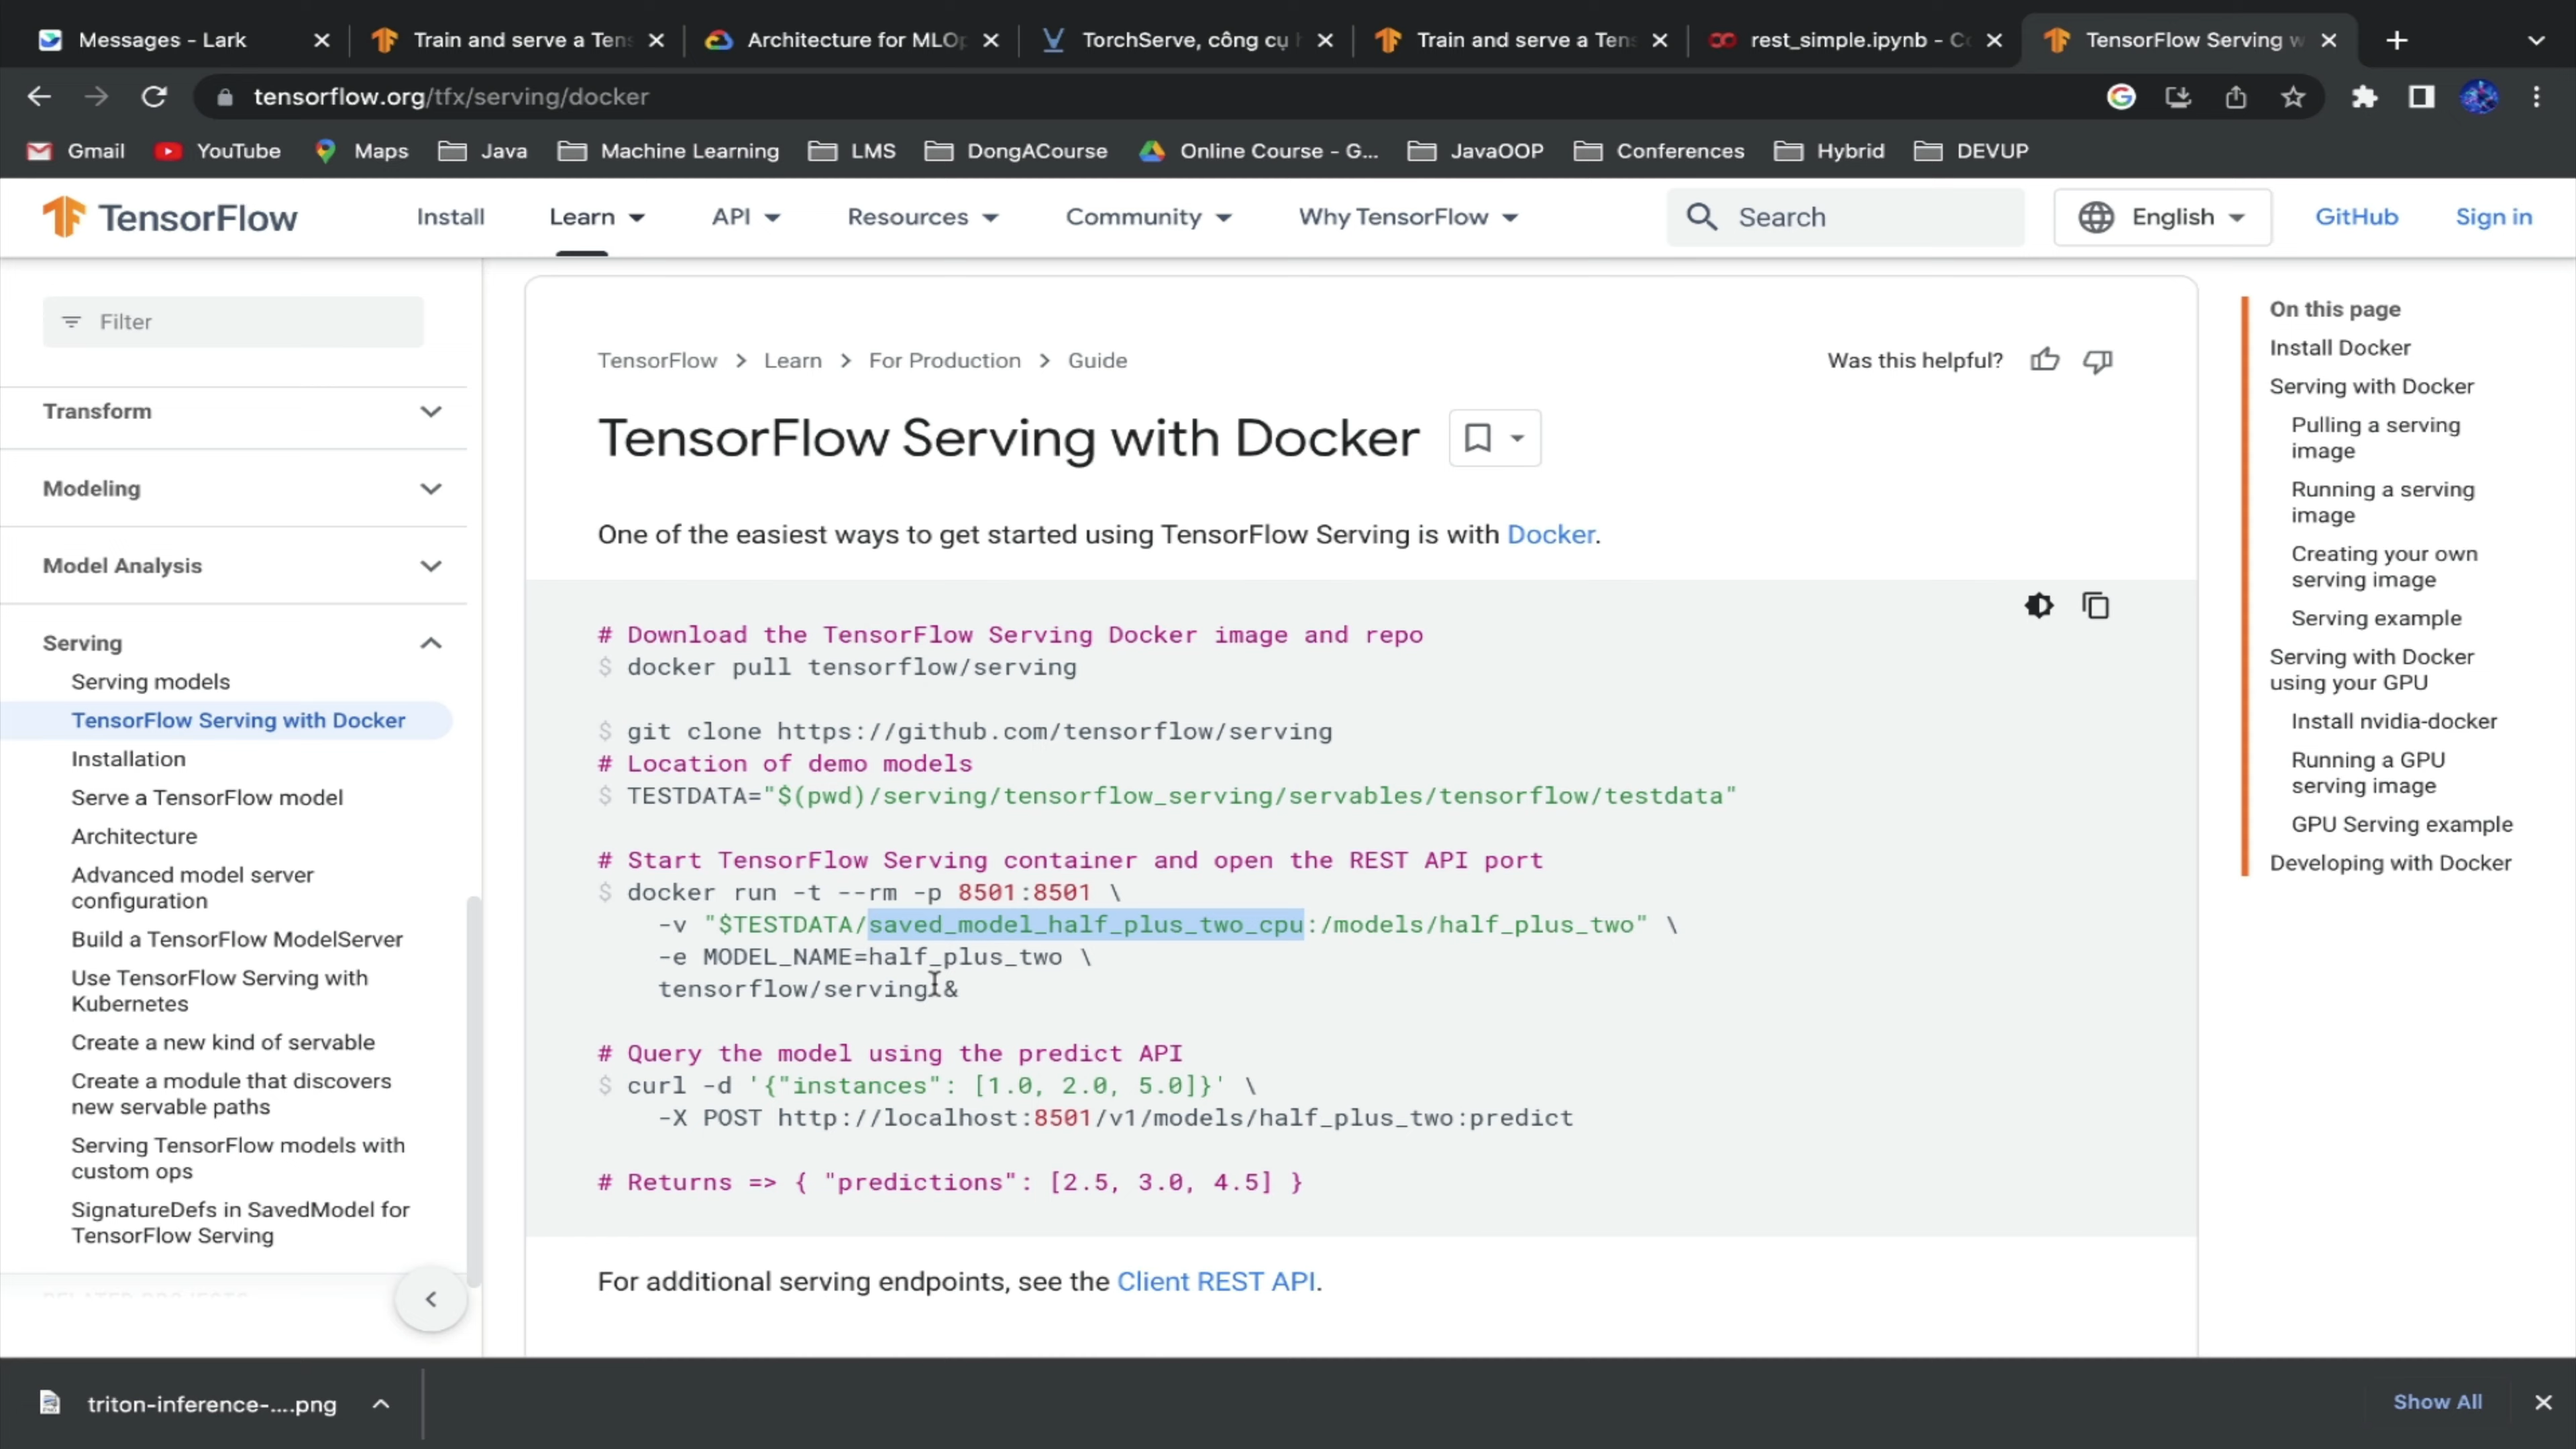 Messages - Lark
Train and serve a Tens
Architecture for MLOp
TorchServe, công cụ h
Train and serve a Tens
rest_simple.ipynb - Co
TensorFlow Serving w
tensorflow.org/tfx/serving/docker
Gmail
YouTube
Maps
Java
Machine Learning
LMS
DongACourse
Online Course - G...
JavaOOP
Conferences
Hybrid
DEVUP
TensorFlow
Install
Learn
API
Resources
Community
Why TensorFlow
Search
English
GitHub
Sign in
Filter
Transform
Modeling
Model Analysis
Serving
Serving models
TensorFlow Serving with Docker
Installation
Serve a TensorFlow model
Architecture
Advanced model server
configuration
Build a TensorFlow ModelServer
Use TensorFlow Serving with
Kubernetes
Create a new kind of servable
Create a module that discovers
new servable paths
Serving TensorFlow models with
custom ops
SignatureDefs in SavedModel for
TensorFlow Serving
TensorFlow > Learn > For Production > Guide
Was this helpful?
TensorFlow Serving with Docker
One of the easiest ways to get started using TensorFlow Serving is with Docker.
# Download the TensorFlow Serving Docker image and repo
$ docker pull tensorflow/serving
$ git clone https://github.com/tensorflow/serving
# Location of demo models
$ TESTDATA="$(pwd)/serving/tensorflow_serving/servables/tensorflow/testdata"
# Start TensorFlow Serving container and open the REST API port
$ docker run -t --rm -p 8501:8501 \
-v "$TESTDATA/saved_model_half_plus_two_cpu:/models/half_plus_two" \
-e MODEL_NAME=half_plus_two \
tensorflow/serving &
# Query the model using the predict API
$ curl -d '{"instances": [1.0, 2.0, 5.0]}' \
-X POST http://localhost:8501/v1/models/half_plus_two:predict
# Returns => { "predictions": [2.5, 3.0, 4.5] }
For additional serving endpoints, see the Client REST API.
On this page
Install Docker
Serving with Docker
Pulling a serving
image
Running a serving
image
Creating your own
serving image
Serving example
Serving with Docker
using your GPU
Install nvidia-docker
Running a GPU
serving image
GPU Serving example
Developing with Docker
triton-inference-....png
Show All